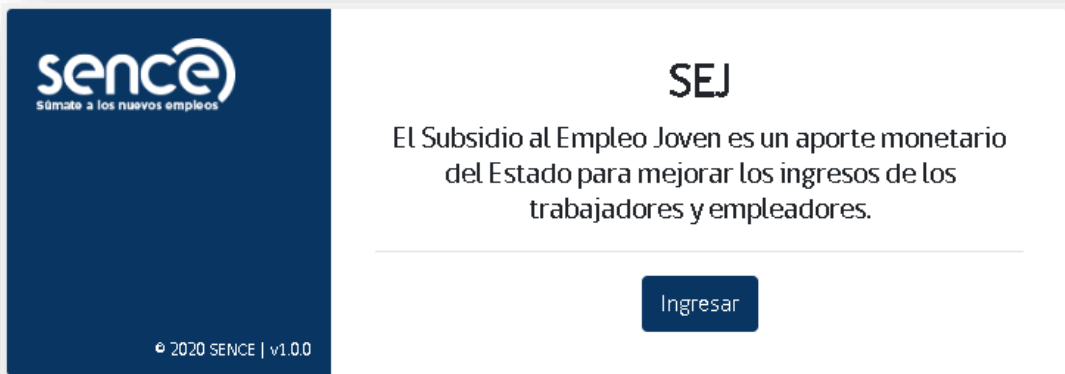 sence
Súmate a los nuevos empleos
© 2020 SENCE | v1.0.0
SEJ
El Subsidio al Empleo Joven es un aporte monetario
del Estado para mejorar los ingresos de los
trabajadores y empleadores.
Ingresar